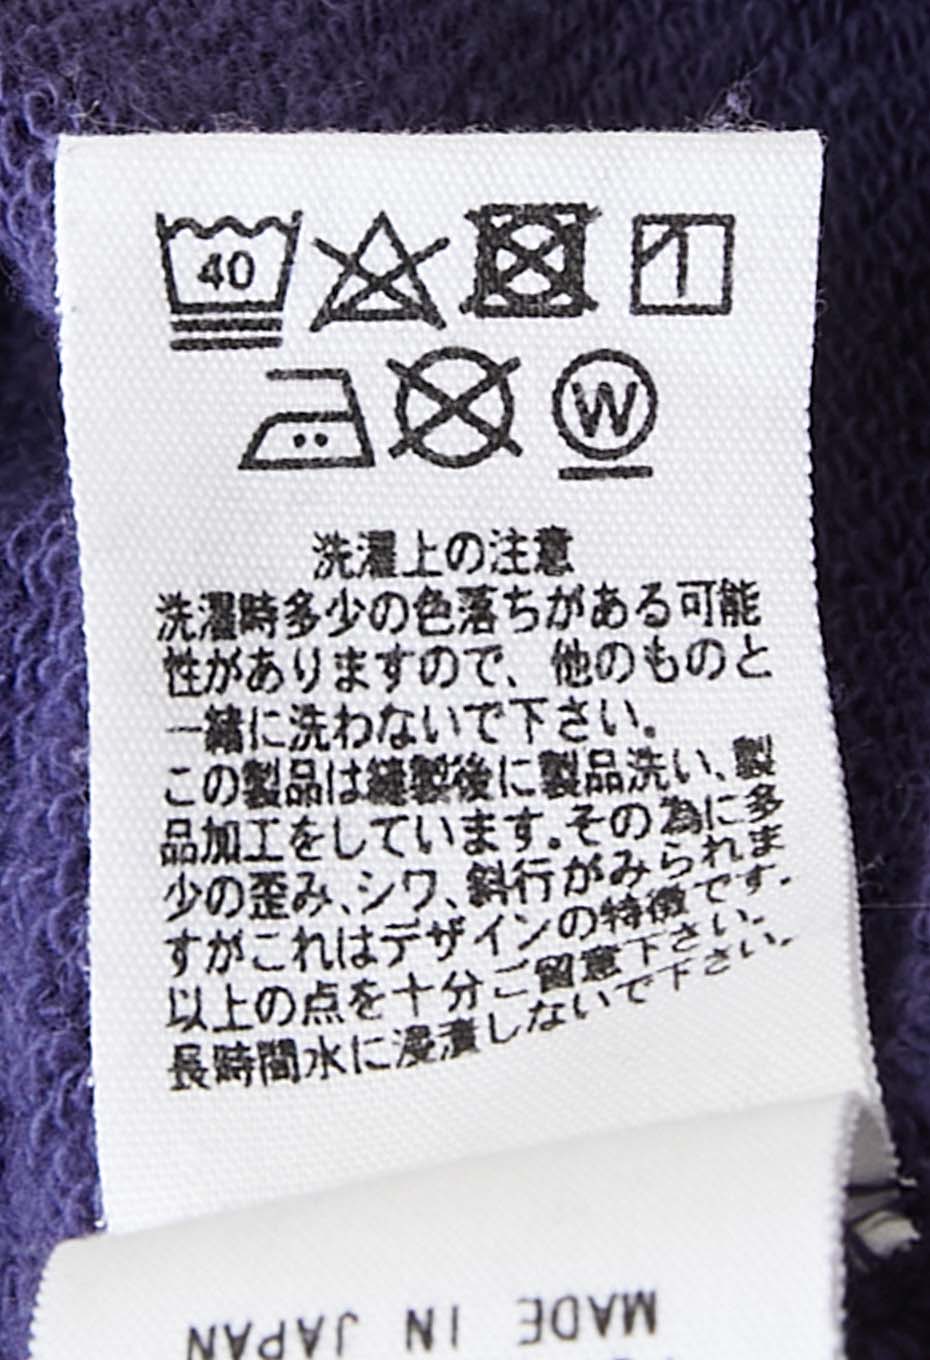 40
W
洗濯上の注意
洗濯時多少の色落ちがある可能
性がありますので、他のものと
一緒に洗わないで下さい。
この製品は縫製後に製品洗い、製
品加工をしています。その為に多
少の歪み、シワ、斜行がみられま
すがこれはデザインの特徴です。
以上の点を十分ご留意下さい。
長時間水に浸漬しないで下さい。
MADE IN JAPAN